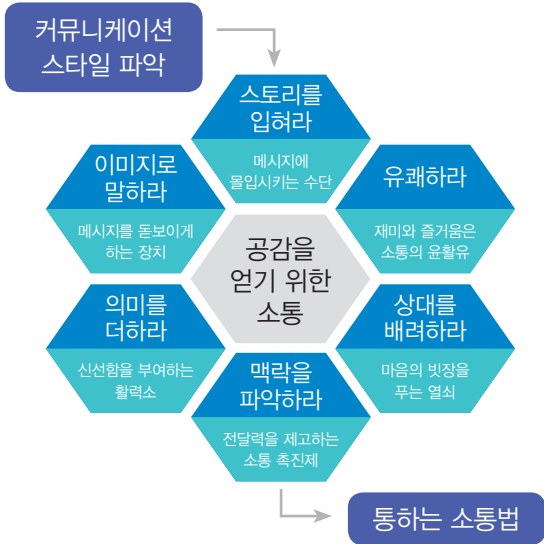 커뮤니케이션
스타일 파악
스토리를
입혀라
메시지에
몰입시키는 수단
유쾌하라
재미와 즐거움은
소통의 윤활유
상대를
배려하라
마음의 빗장을
푸는 열쇠
맥락을
파악하라
전달력을 제고하는
소통 촉진제
의미를
더하라
신선함을 부여하는
활력소
이미지로
말하라
메시지를 돋보이게
하는 장치
공감을
얻기 위한
소통
통하는 소통법